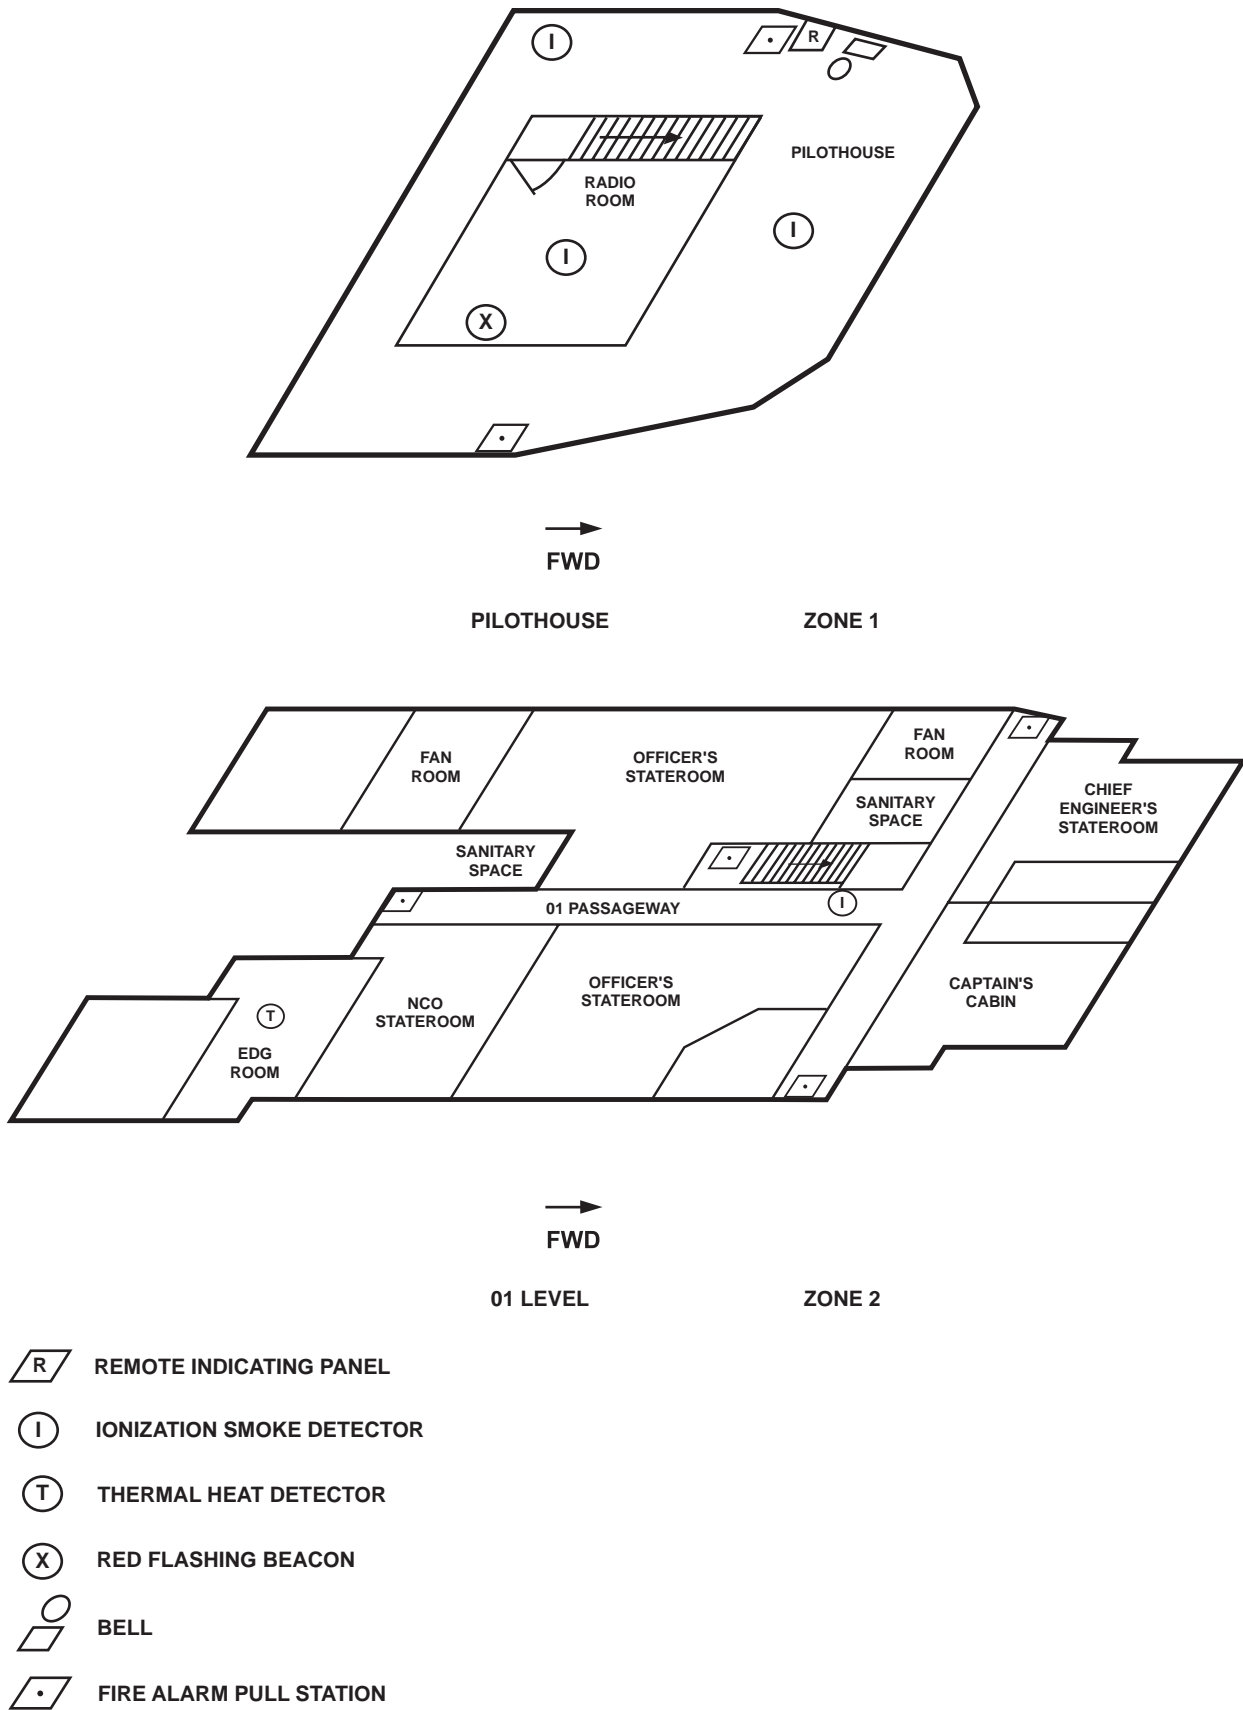 I
R
PILOTHOUSE
RADIO
ROOM
I
I
X
FWD
PILOTHOUSE ZONE 1
FAN
ROOM
OFFICER'S
STATEROOM
FAN
ROOM
CHIEF
ENGINEER'S
STATEROOM
SANITARY
SPACE
SANITARY
SPACE
01 PASSAGEWAY
I
NCO
STATEROOM
OFFICER'S
STATEROOM
CAPTAIN'S
CABIN
T
EDG
ROOM
FWD
01 LEVEL ZONE 2
R REMOTE INDICATING PANEL
I IONIZATION SMOKE DETECTOR
T THERMAL HEAT DETECTOR
X RED FLASHING BEACON
BELL
FIRE ALARM PULL STATION